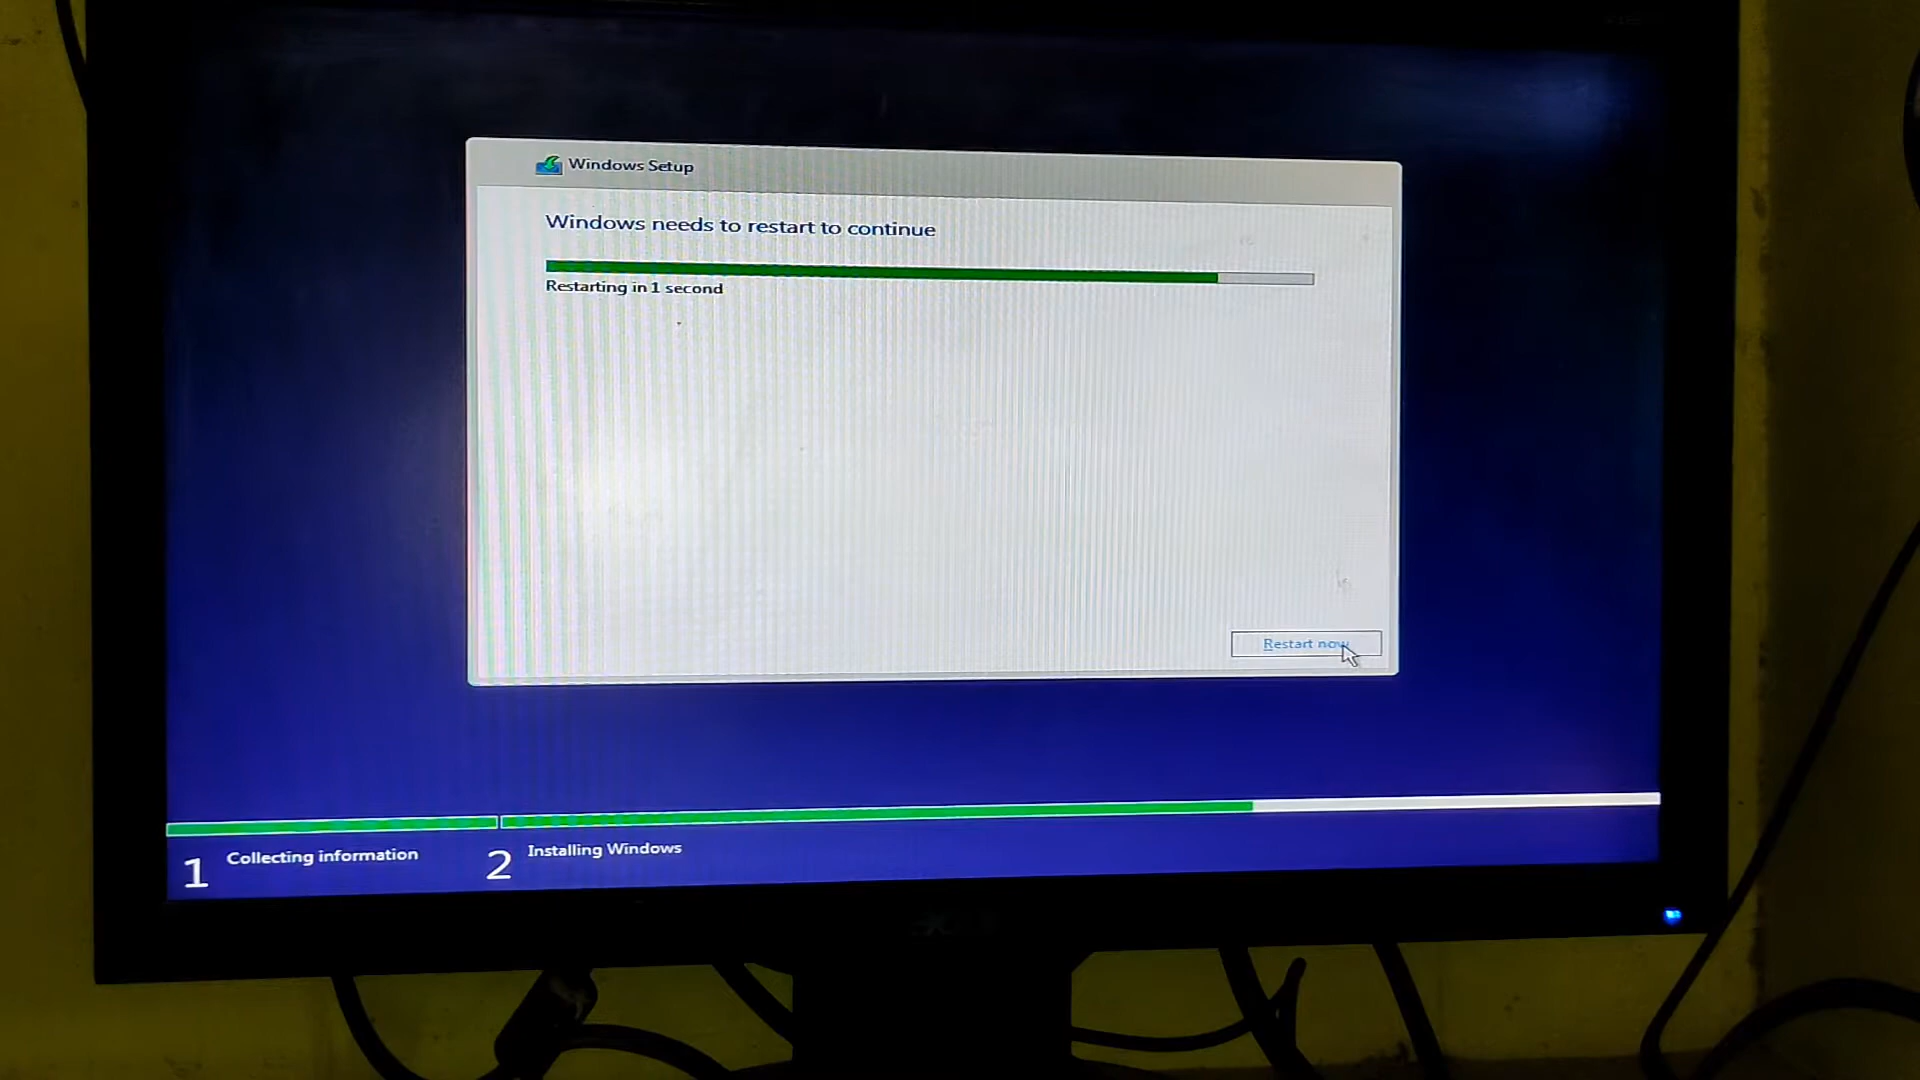 Windows Setup
Windows needs to restart to continue
Restarting in 1 second
Restart now
1 Collecting information
2 Installing Windows